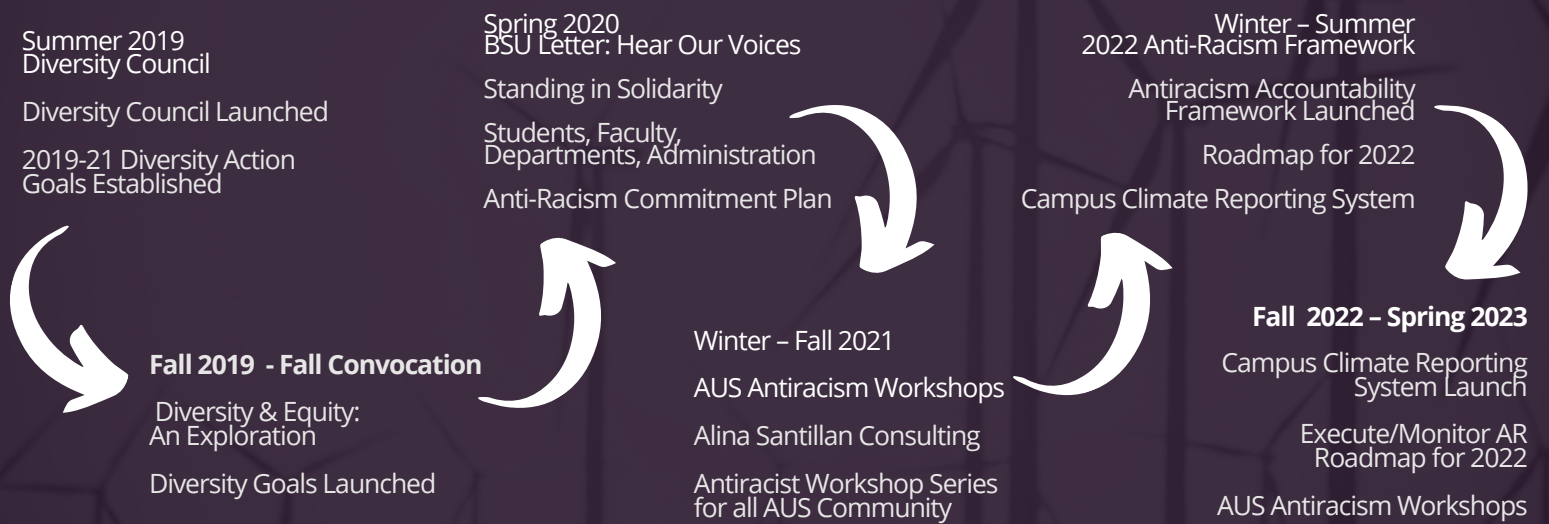 Summer 2019
Diversity Council
Diversity Council Launched
2019-21 Diversity Action
Goals Established
Fall 2019 - Fall Convocation
Diversity & Equity:
An Exploration
Diversity Goals Launched
Spring 2020
BSU Letter: Hear Our Voices
Standing in Solidarity
Students, Faculty,
Departments, Administration
Anti-Racism Commitment Plan
Winter – Fall 2021
AUS Antiracism Workshops
Alina Santillan Consulting
Antiracist Workshop Series
for all AUS Community
Winter – Summer
2022 Anti-Racism Framework
Antiracism Accountability
Framework Launched
Roadmap for 2022
Campus Climate Reporting System
Fall 2022 – Spring 2023
Campus Climate Reporting
System Launch
Execute/Monitor AR
Roadmap for 2022
AUS Antiracism Workshops